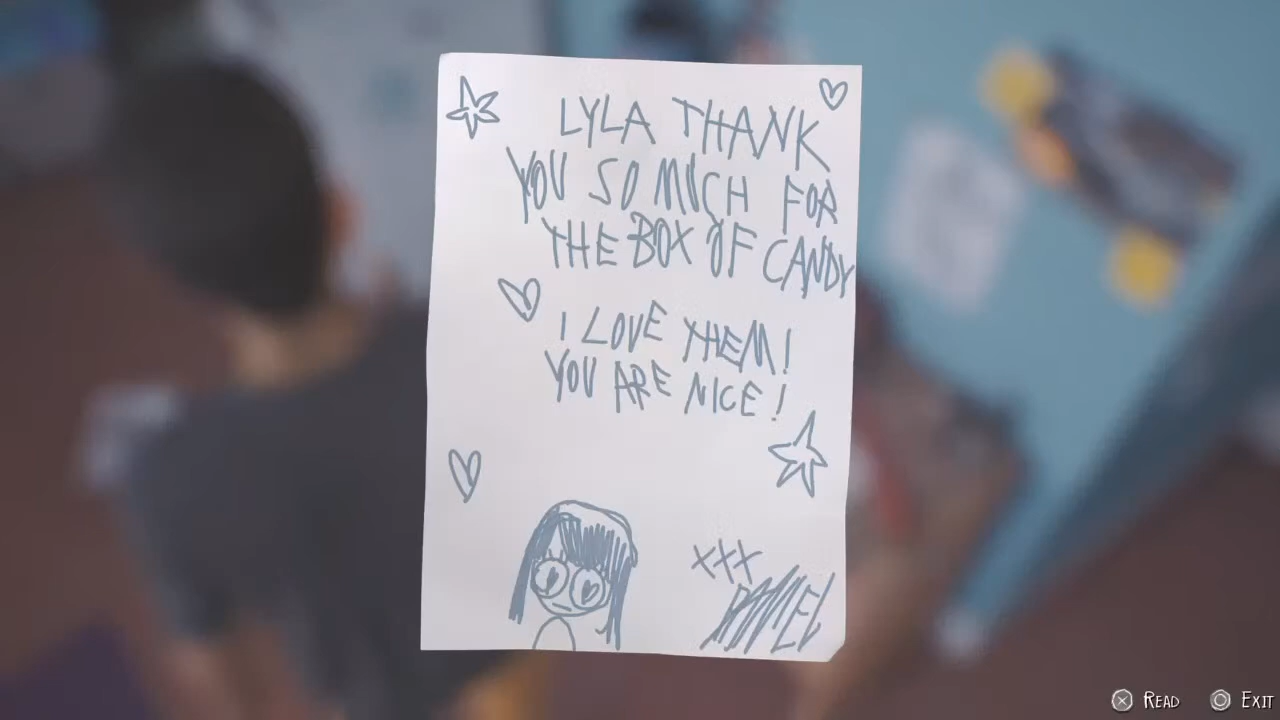 LYLA THANK
YOU SO MUCH FOR
THE BOX OF CANDY
I LOVE THEM!
YOU ARE NICE!
XXX
DANIEL
READ
EXIT